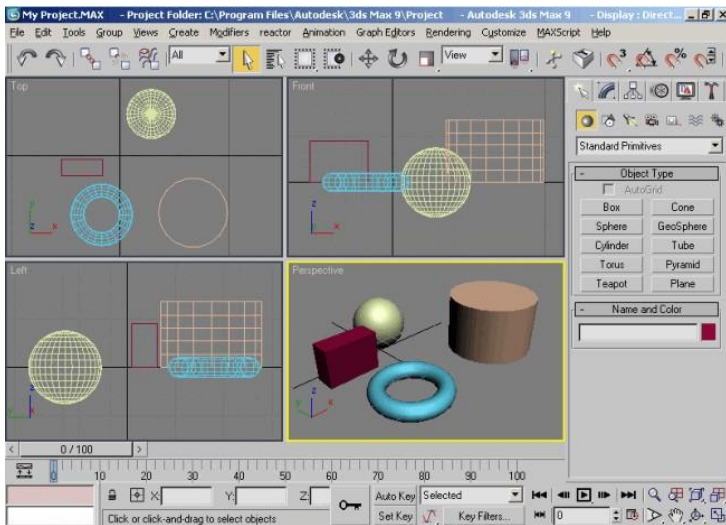 My Project.MAX - Project Folder: C:\Program Files\Autodesk\3ds Max 9\Project - Autodesk 3ds Max 9 - Display : Direct...
File Edit Tools Group Views Create Modifiers reactor Animation Graph Editors Rendering Customize MAXScript Help
All View 3 %
Top Front
Standard Primitives
- Object Type
AutoGrid
Box Cone
Sphere GeoSphere
Cylinder Tube
Torus Pyramid
Teapot Plane
z y x
z y x
Left Perspective
- Name and Color
z y x
z y x
< 0 / 100 >
0 10 20 30 40 50 60 70 80 90 100
X: Y: Z: Auto Key Selected
Click or click-and-drag to select objects Set Key Key Filters... 0